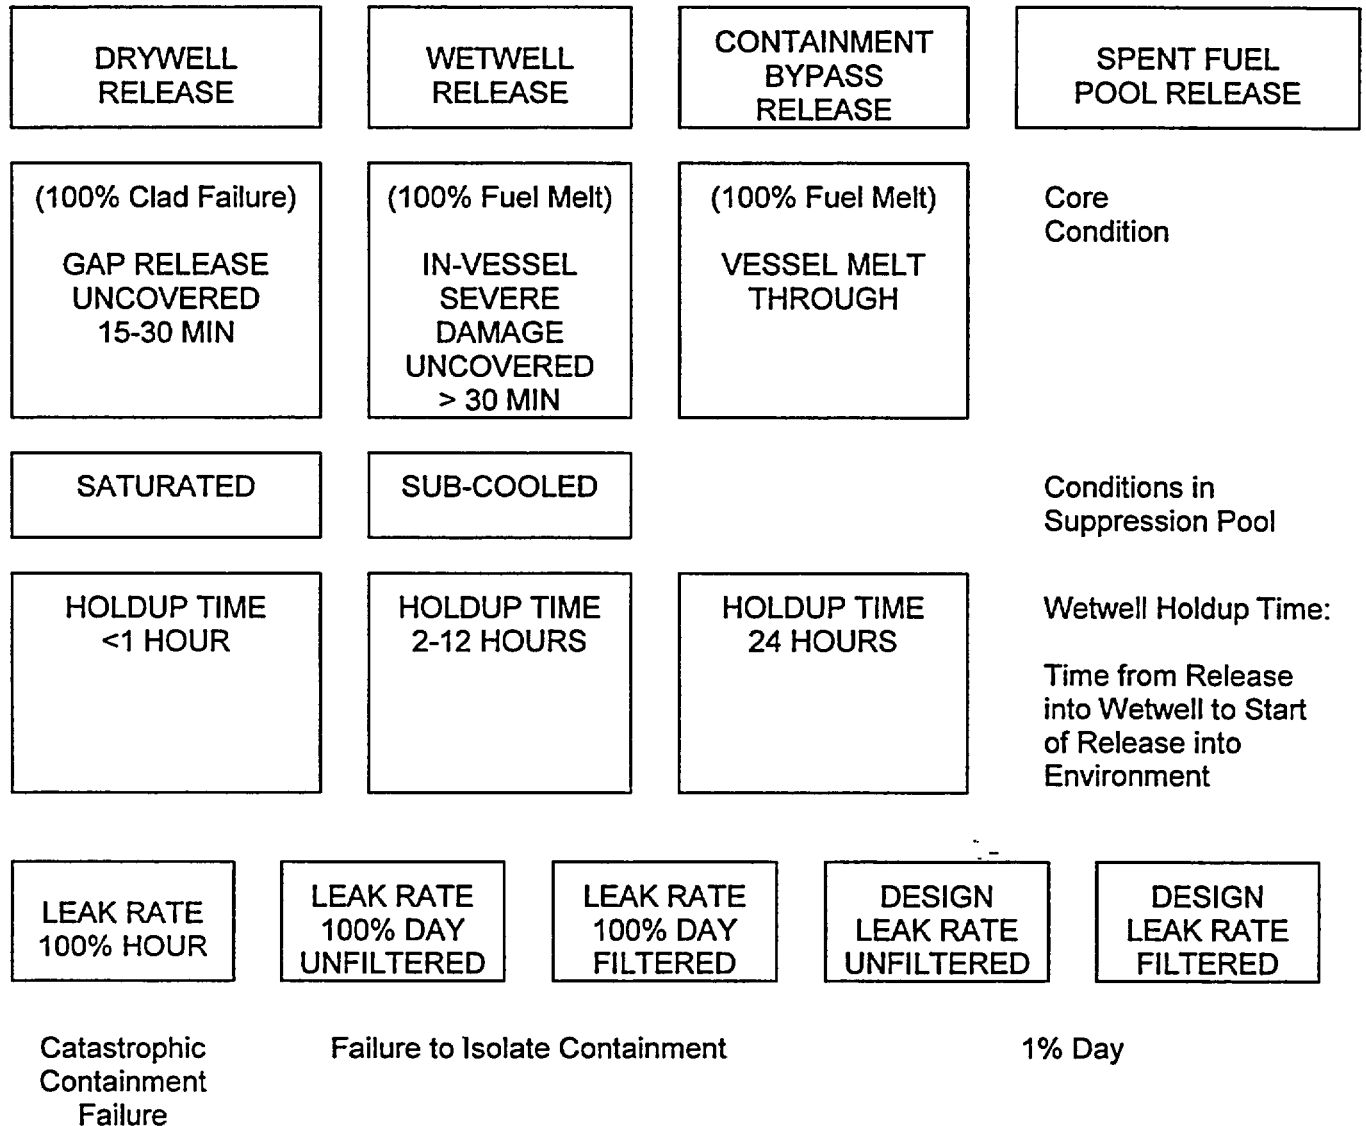 DRYWELL
RELEASE
WETWELL
RELEASE
CONTAINMENT
BYPASS
RELEASE
SPENT FUEL
POOL RELEASE
(100% Clad Failure)
GAP RELEASE
UNCOVERED
15-30 MIN
(100% Fuel Melt)
IN-VESSEL
SEVERE
DAMAGE
UNCOVERED
> 30 MIN
(100% Fuel Melt)
VESSEL MELT
THROUGH
Core
Condition
SATURATED
SUB-COOLED
Conditions in
Suppression Pool
HOLDUP TIME
<1 HOUR
HOLDUP TIME
2-12 HOURS
HOLDUP TIME
24 HOURS
Wetwell Holdup Time:
Time from Release
into Wetwell to Start
of Release into
Environment
LEAK RATE
100% HOUR
LEAK RATE
100% DAY
UNFILTERED
LEAK RATE
100% DAY
FILTERED
DESIGN
LEAK RATE
UNFILTERED
DESIGN
LEAK RATE
FILTERED
Catastrophic
Containment
Failure
Failure to Isolate Containment
1% Day